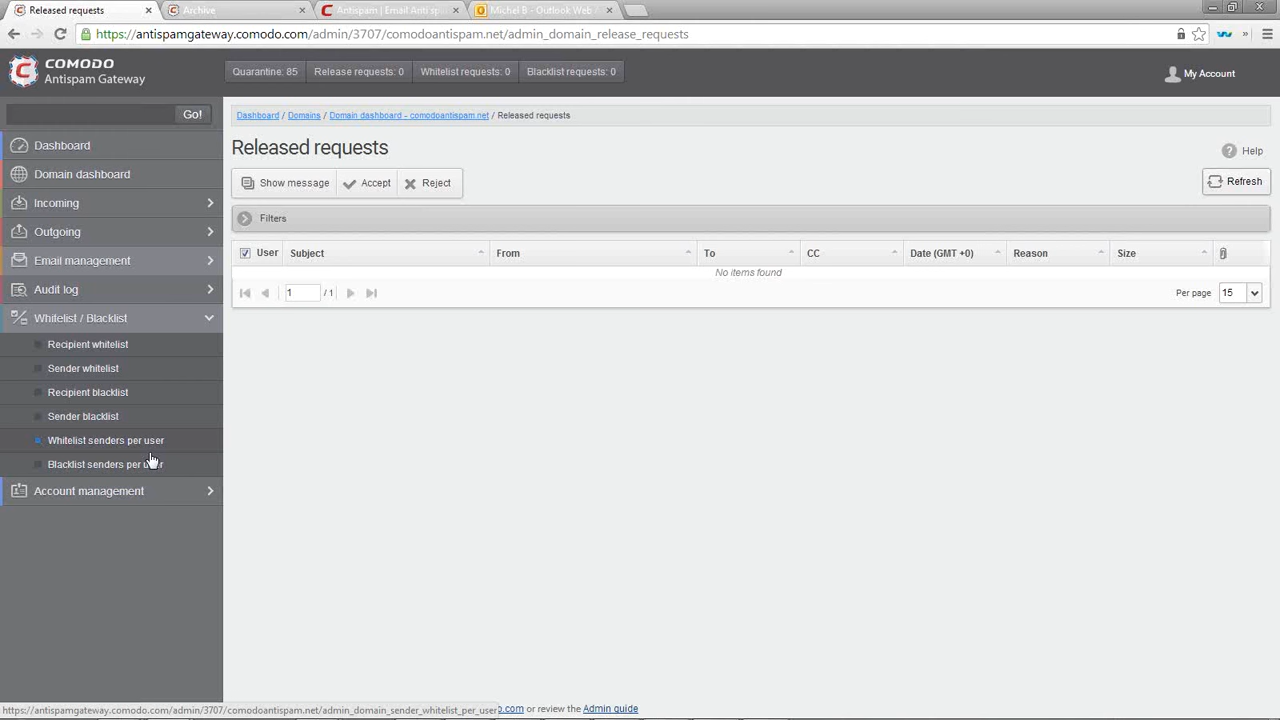 Released requests
Archive
Antispam | Email Anti sp
Michel B - Outlook Web
https://antispamgateway.comodo.com/admin/3707/comodoantispam.net/admin_domain_release_requests
COMODO
Antispam Gateway
Quarantine: 85
Release requests: 0
Whitelist requests: 0
Blacklist requests: 0
My Account
Go!
Dashboard
Domain dashboard
Incoming
Outgoing
Email management
Audit log
Whitelist / Blacklist
Recipient whitelist
Sender whitelist
Recipient blacklist
Sender blacklist
Whitelist senders per user
Blacklist senders per
Account management
Dashboard / Domains / Domain dashboard - comodoantispam.net / Released requests
Released requests
Help
Show message
Accept
Reject
Refresh
Filters
User
Subject
From
To
CC
Date (GMT +0)
Reason
Size
No items found
1
/ 1
Per page
15
https://antispamgateway.comodo.com/admin/3707/comodoantispam.net/admin_domain_sender_whitelist_per_user
o.com or review the Admin guide